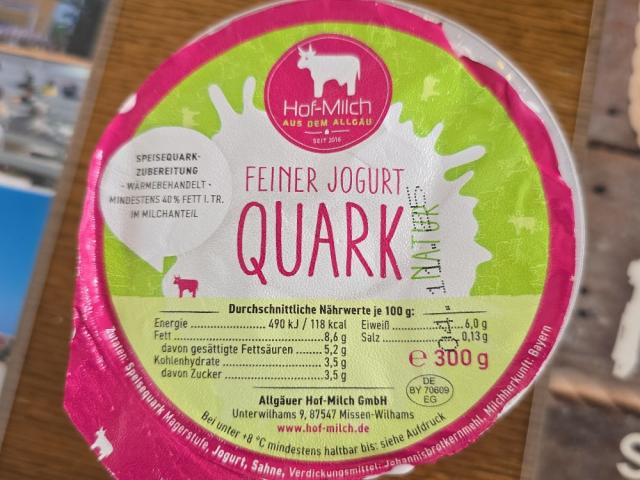 Hof-Milch
AUS DEM ALLGÄU
SEIT 2016
SPEISEQUARK-
ZUBEREITUNG
- WÄRMEBEHANDELT -
MINDESTENS 40 % FETT I. TR.
IM MILCHANTEIL
FEINER JOGURT
QUARK
NATUR
Durchschnittliche Nährwerte je 100 g:
Energie 490 kJ / 118 kcal
Fett 8,6 g
davon gesättigte Fettsäuren 5,2 g
Kohlenhydrate 3,5 g
davon Zucker 3,5 g
Eiweiß 6,0 g
Salz 0,13 g
℮ 300 g
DE
BY 70609
EG
Allgäuer Hof-Milch GmbH
Unterwilhams 9, 87547 Missen-Wilhams
www.hof-milch.de
Bei unter +8 °C mindestens haltbar bis: siehe Aufdruck
Zutaten: Speisequark Magerstufe, Jogurt, Sahne, Verdickungsmittel: Johannisbrotkernmehl, Milchherkunft: Bayern